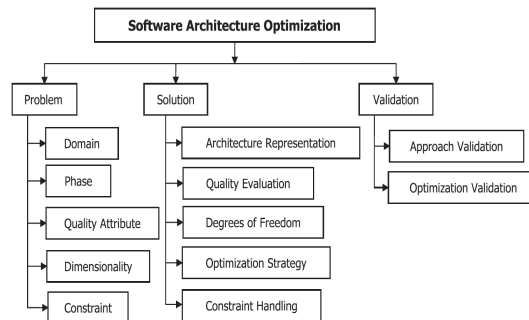 Software Architecture Optimization
Problem
Solution
Validation
Domain
Phase
Quality Attribute
Dimensionality
Constraint
Architecture Representation
Quality Evaluation
Degrees of Freedom
Optimization Strategy
Constraint Handling
Approach Validation
Optimization Validation